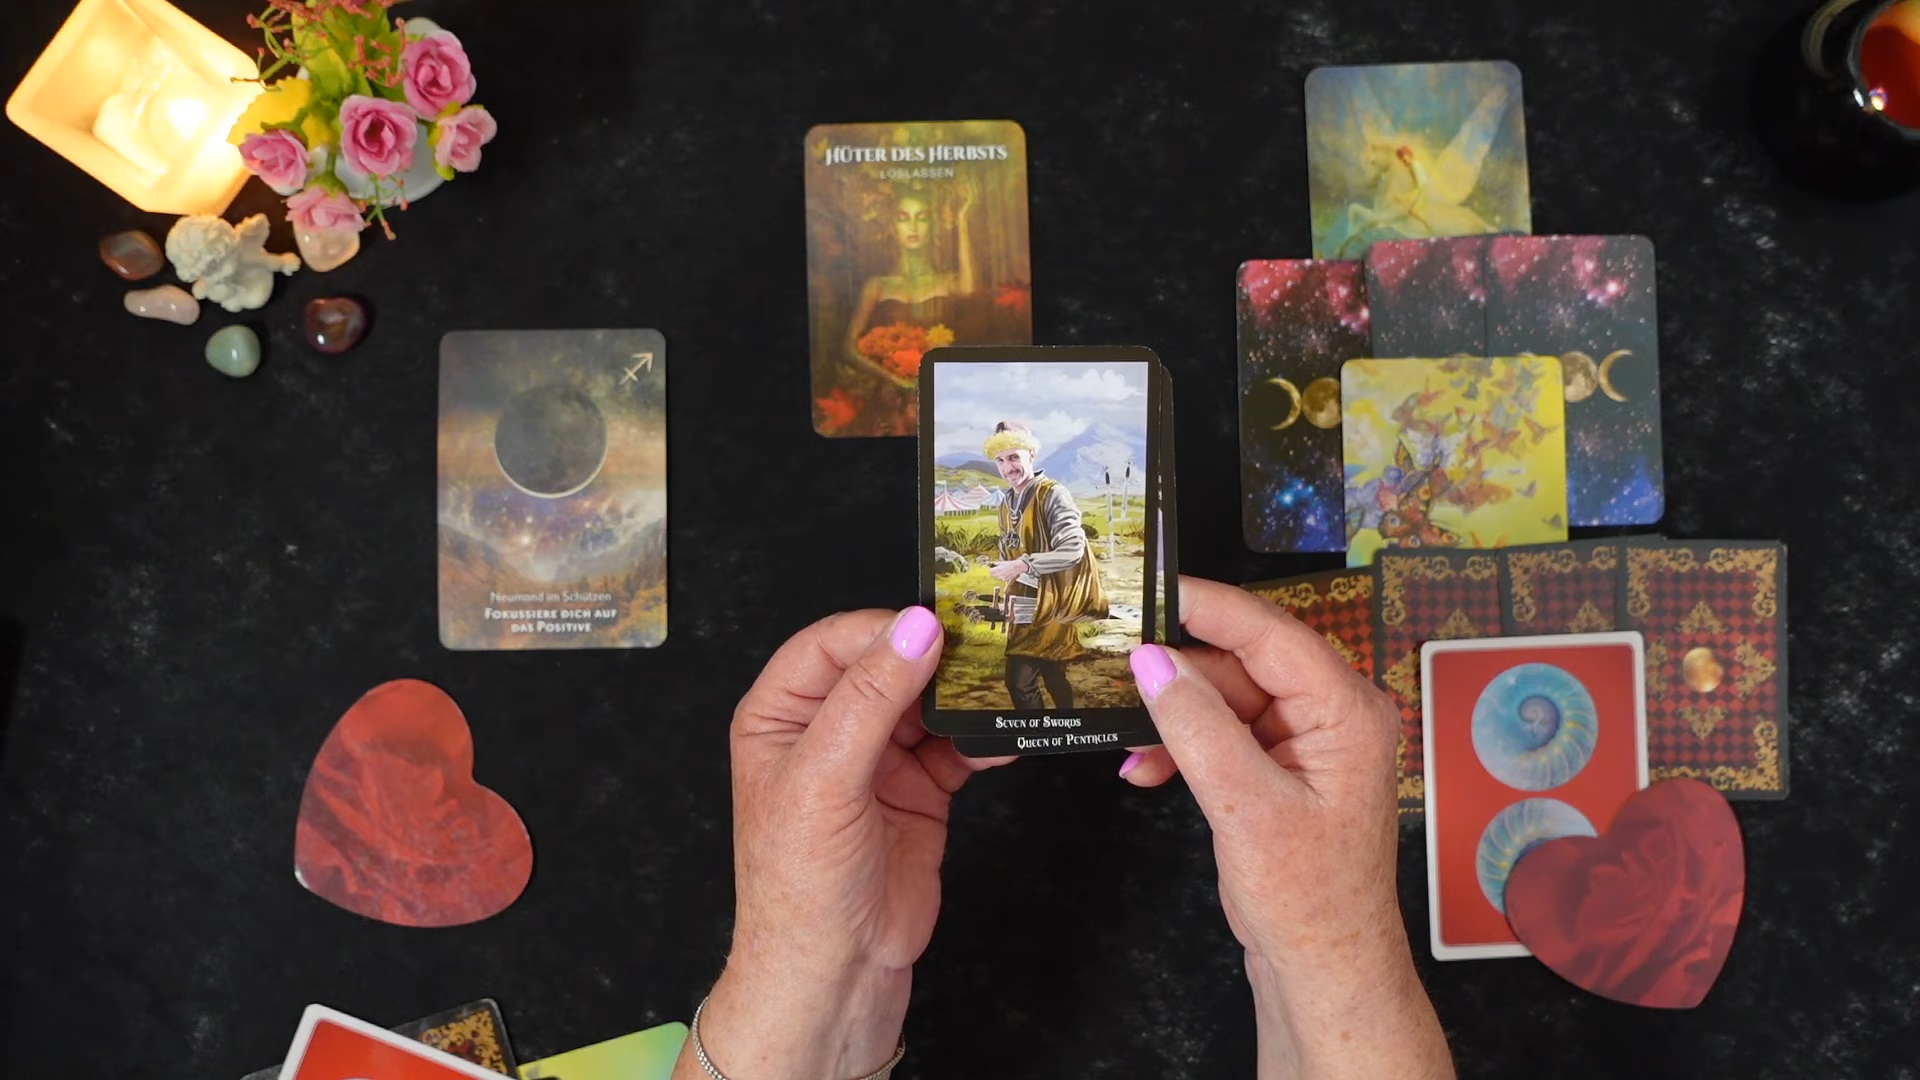 HÜTER DES HERBSTS
LOSLASSEN
Neumond im Schützen
FOKUSSIERE DICH AUF
DAS POSITIVE
SEVEN OF SWORDS
QUEEN OF PENTACLES